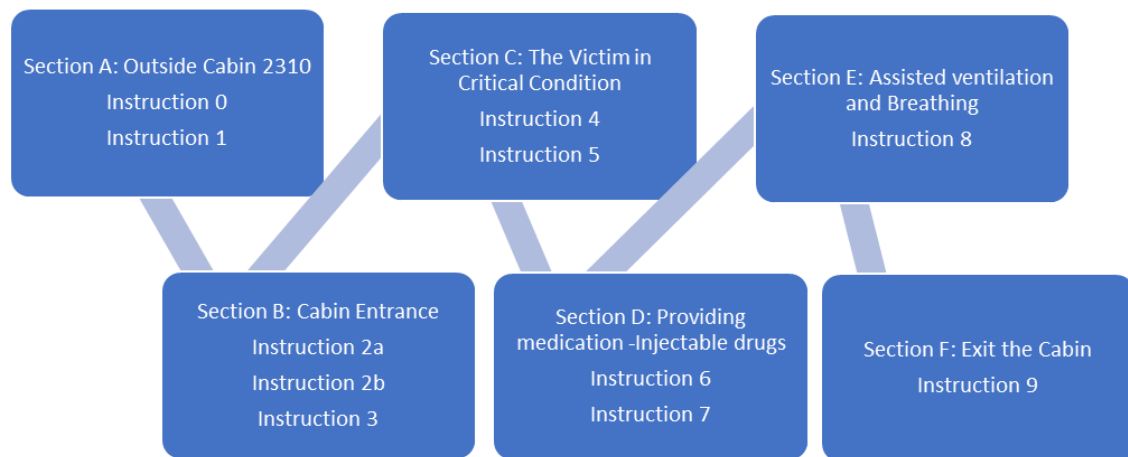 Section A: Outside Cabin 2310
Instruction 0
Instruction 1
Section B: Cabin Entrance
Instruction 2a
Instruction 2b
Instruction 3
Section C: The Victim in
Critical Condition
Instruction 4
Instruction 5
Section D: Providing
medication -Injectable drugs
Instruction 6
Instruction 7
Section E: Assisted ventilation
and Breathing
Instruction 8
Section F: Exit the Cabin
Instruction 9